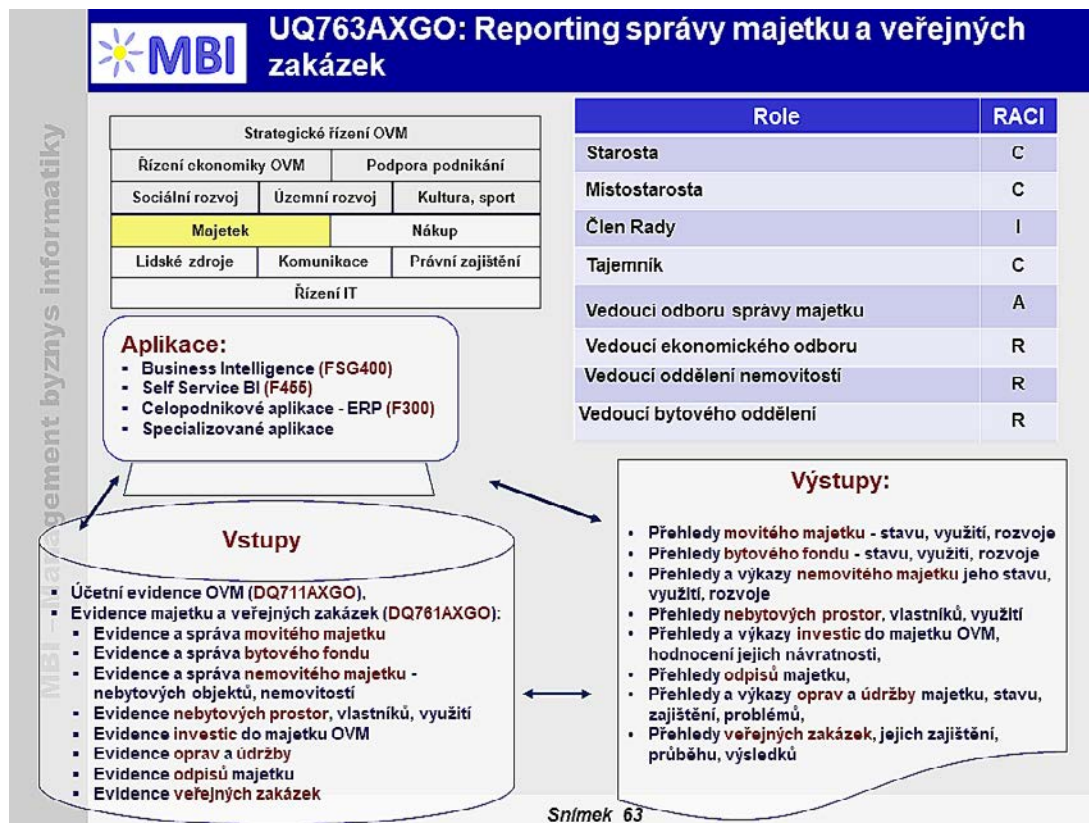 MBI
UQ763AXGO: Reporting správy majetku a veřejných
zakázek
MBI –Management byznys informatiky
Strategické řízení OVM
Řízení ekonomiky OVM
Podpora podnikání
Sociální rozvoj
Územní rozvoj
Kultura, sport
Majetek
Nákup
Lidské zdroje
Komunikace
Právní zajištění
Řízení IT
Role RACI
Starosta C
Místostarosta C
Člen Rady I
Tajemník C
Vedoucí odboru správy majetku A
Vedoucí ekonomického odboru R
Vedoucí oddělení nemovitostí R
Vedoucí bytového oddělení R
Aplikace:
▪ Business Intelligence (FSG400)
▪ Self Service BI (F455)
▪ Celopodnikové aplikace - ERP (F300)
▪ Specializované aplikace
Vstupy
▪ Účetní evidence OVM (DQ711AXGO),
▪ Evidence majetku a veřejných zakázek (DQ761AXGO):
▪ Evidence a správa movitého majetku
▪ Evidence a správa bytového fondu
▪ Evidence a správa nemovitého majetku -
nebytových objektů, nemovitostí
▪ Evidence nebytových prostor, vlastníků, využití
▪ Evidence investic do majetku OVM
▪ Evidence oprav a údržby
▪ Evidence odpisů majetku
▪ Evidence veřejných zakázek
Výstupy:
• Přehledy movitého majetku - stavu, využití, rozvoje
• Přehledy bytového fondu - stavu, využití, rozvoje
• Přehledy a výkazy nemovitého majetku jeho stavu,
využití, rozvoje
• Přehledy nebytových prostor, vlastníků, využití
• Přehledy a výkazy investic do majetku OVM,
hodnocení jejich návratnosti,
• Přehledy odpisů majetku,
• Přehledy a výkazy oprav a údržby majetku, stavu,
zajištění, problémů,
• Přehledy veřejných zakázek, jejich zajištění,
průběhu, výsledků
Snímek 63